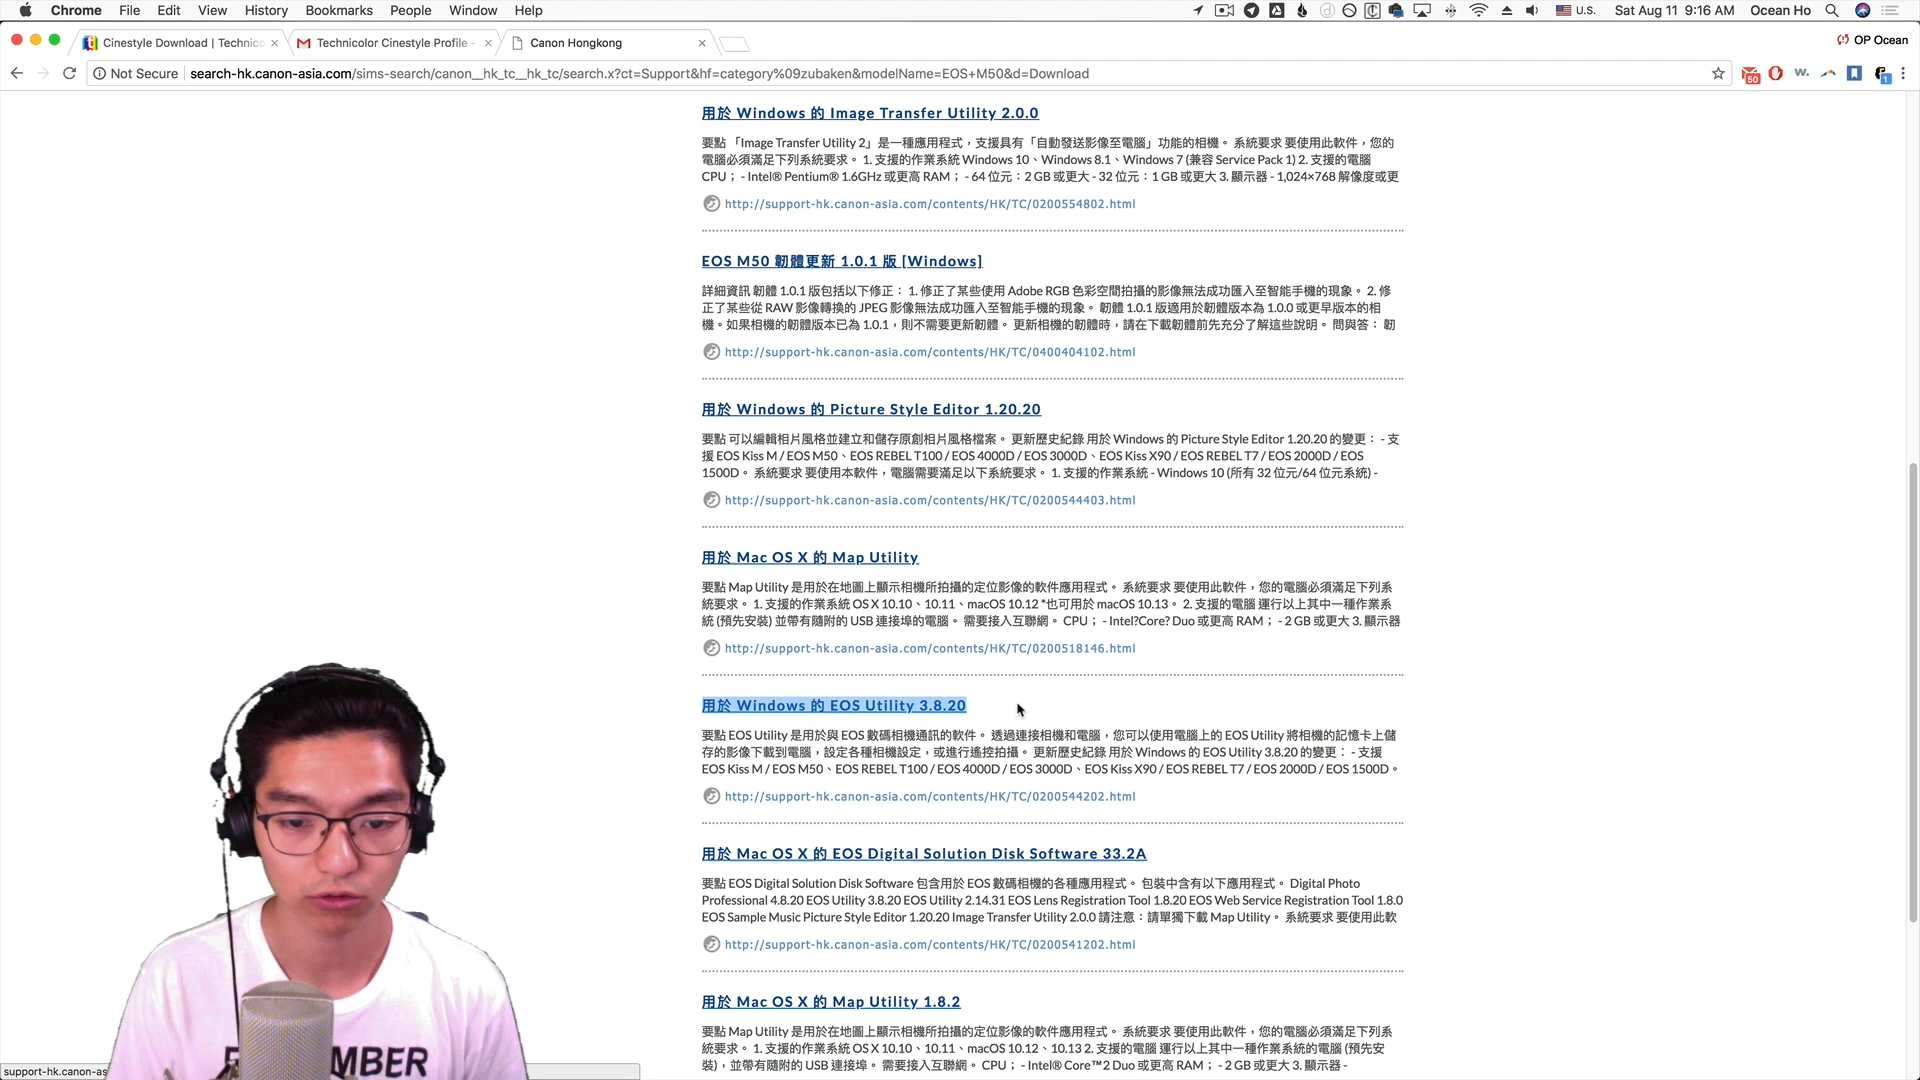 Chrome File Edit View History Bookmarks People Window Help U.S. Sat Aug 11 9:16 AM Ocean Ho
Cinestyle Download | Technico Technicolor Cinestyle Profile - Canon Hongkong OP Ocean
Not Secure search-hk.canon-asia.com/sims-search/canon__hk_tc__hk_tc/search.x?ct=Support&hf=category%09zubaken&modelName=EOS+M50&d=Download 50 W. 1
用於 Windows 的 Image Transfer Utility 2.0.0
要點 「Image Transfer Utility 2」是一種應用程式，支援具有「自動發送影像至電腦」功能的相機。 系統要求 要使用此軟件，您的
電腦必須滿足下列系統要求。 1. 支援的作業系統 Windows 10、Windows 8.1、Windows 7 (兼容 Service Pack 1) 2. 支援的電腦
CPU； - Intel® Pentium® 1.6GHz 或更高 RAM； - 64 位元：2 GB 或更大 - 32 位元：1 GB 或更大 3. 顯示器 - 1,024×768 解像度或更
http://support-hk.canon-asia.com/contents/HK/TC/0200554802.html
EOS M50 韌體更新 1.0.1 版 [Windows]
詳細資訊 韌體 1.0.1 版包括以下修正： 1. 修正了某些使用 Adobe RGB 色彩空間拍攝的影像無法成功匯入至智能手機的現象。 2. 修
正了某些從 RAW 影像轉換的 JPEG 影像無法成功匯入至智能手機的現象。 韌體 1.0.1 版適用於韌體版本為 1.0.0 或更早版本的相
機。如果相機的韌體版本已為 1.0.1，則不需要更新韌體。 更新相機的韌體時，請在下載韌體前先充分了解這些說明。 問與答： 韌
http://support-hk.canon-asia.com/contents/HK/TC/0400404102.html
用於 Windows 的 Picture Style Editor 1.20.20
要點 可以編輯相片風格並建立和儲存原創相片風格檔案。 更新歷史紀錄 用於 Windows 的 Picture Style Editor 1.20.20 的變更： - 支
援 EOS Kiss M / EOS M50、EOS REBEL T100 / EOS 4000D / EOS 3000D、EOS Kiss X90 / EOS REBEL T7 / EOS 2000D / EOS
1500D。 系統要求 要使用本軟件，電腦需要滿足以下系統要求。 1. 支援的作業系統 - Windows 10 (所有 32 位元/64 位元系統) -
http://support-hk.canon-asia.com/contents/HK/TC/0200544403.html
用於 Mac OS X 的 Map Utility
要點 Map Utility 是用於在地圖上顯示相機所拍攝的定位影像的軟件應用程式。 系統要求 要使用此軟件，您的電腦必須滿足下列系
統要求。 1. 支援的作業系統 OS X 10.10、10.11、macOS 10.12 *也可用於 macOS 10.13。 2. 支援的電腦 運行以上其中一種作業系
統 (預先安裝) 並帶有隨附的 USB 連接埠的電腦。 需要接入互聯網。 CPU； - Intel?Core? Duo 或更高 RAM； - 2 GB 或更大 3. 顯示器
http://support-hk.canon-asia.com/contents/HK/TC/0200518146.html
用於 Windows 的 EOS Utility 3.8.20
要點 EOS Utility 是用於與 EOS 數碼相機通訊的軟件。 透過連接相機和電腦，您可以使用電腦上的 EOS Utility 將相機的記憶卡上儲
存的影像下載到電腦，設定各種相機設定，或進行遙控拍攝。 更新歷史紀錄 用於 Windows 的 EOS Utility 3.8.20 的變更： - 支援
EOS Kiss M / EOS M50、EOS REBEL T100 / EOS 4000D / EOS 3000D、EOS Kiss X90 / EOS REBEL T7 / EOS 2000D / EOS 1500D。
http://support-hk.canon-asia.com/contents/HK/TC/0200544202.html
用於 Mac OS X 的 EOS Digital Solution Disk Software 33.2A
要點 EOS Digital Solution Disk Software 包含用於 EOS 數碼相機的各種應用程式。 包裝中含有以下應用程式。 Digital Photo
Professional 4.8.20 EOS Utility 3.8.20 EOS Utility 2.14.31 EOS Lens Registration Tool 1.8.20 EOS Web Service Registration Tool 1.8.0
EOS Sample Music Picture Style Editor 1.20.20 Image Transfer Utility 2.0.0 請注意：請單獨下載 Map Utility。 系統要求 要使用此軟
http://support-hk.canon-asia.com/contents/HK/TC/0200541202.html
用於 Mac OS X 的 Map Utility 1.8.2
要點 Map Utility 是用於在地圖上顯示相機所拍攝的定位影像的軟件應用程式。 系統要求 要使用此軟件，您的電腦必須滿足下列系
統要求。 1. 支援的作業系統 OS X 10.10、10.11、macOS 10.12、10.13 2. 支援的電腦 運行以上其中一種作業系統的電腦 (預先安
裝)，並帶有隨附的 USB 連接埠。 需要接入互聯網。 CPU； - Intel® Core™2 Duo 或更高 RAM； - 2 GB 或更大 3. 顯示器 -
support-hk.canon-as
MBER